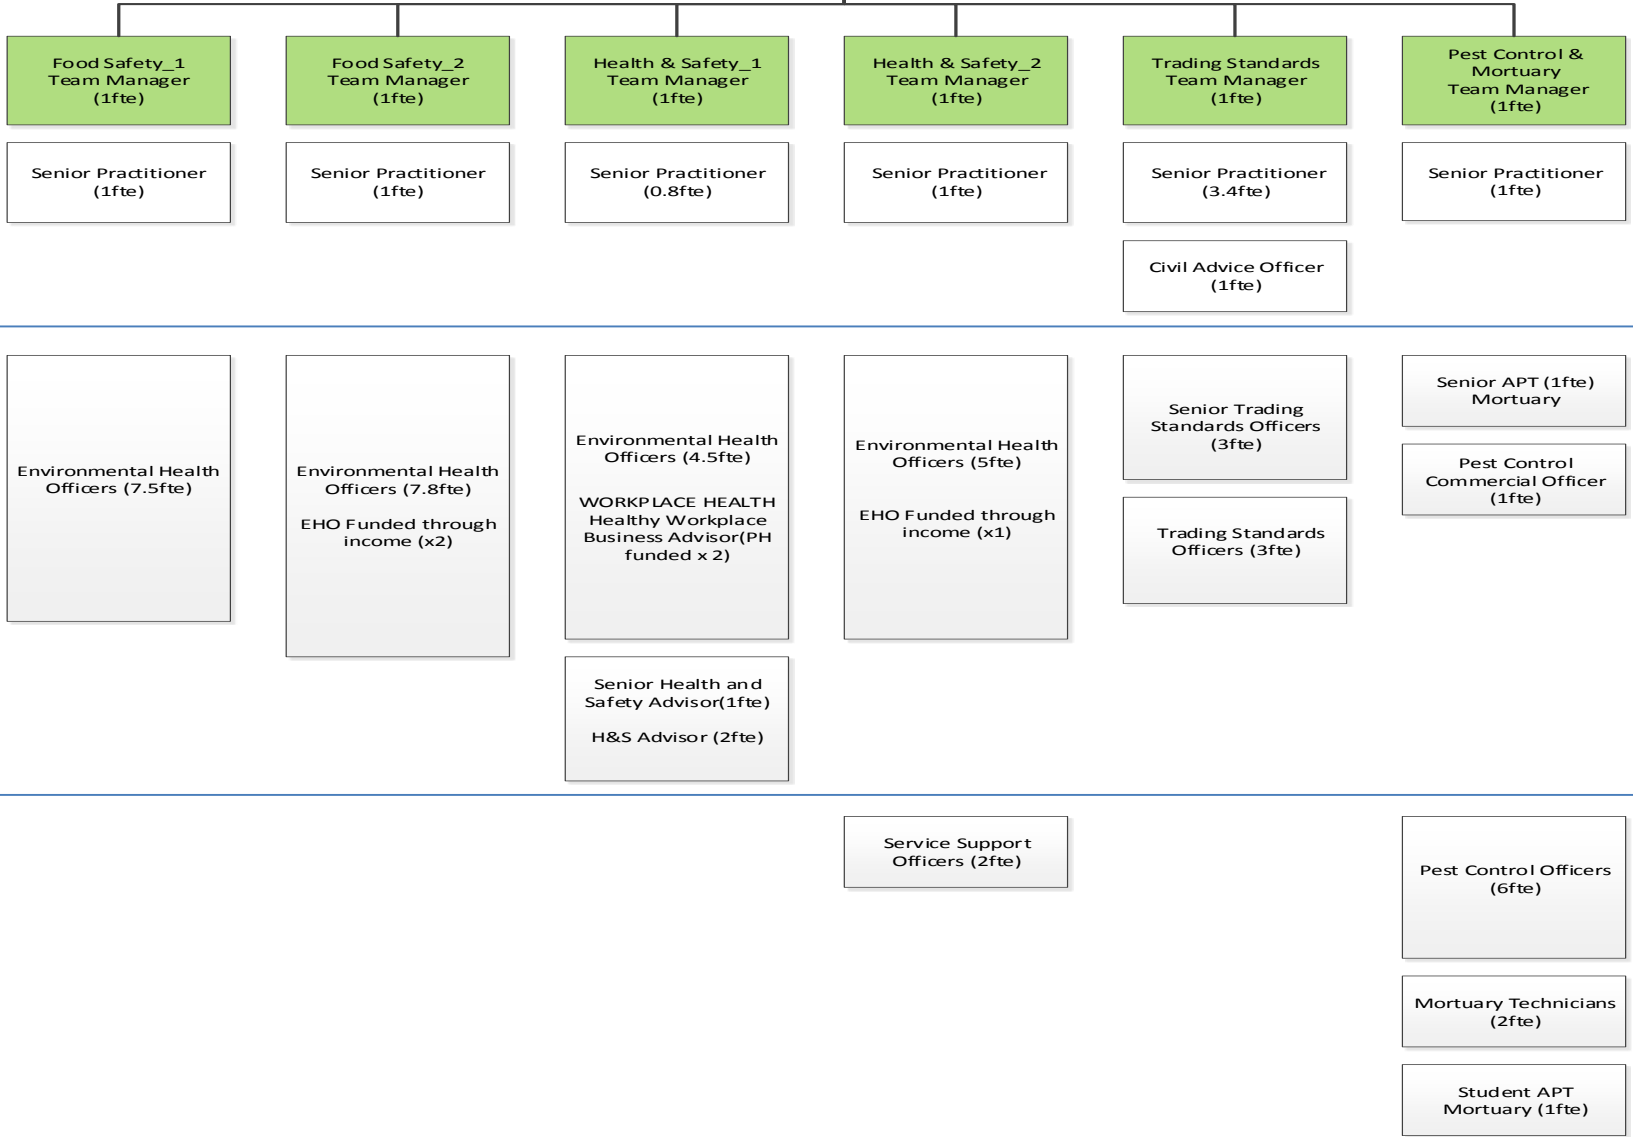 Food Safety_1
Team Manager
(1fte)
Food Safety_2
Team Manager
(1fte)
Health & Safety_1
Team Manager
(1fte)
Health & Safety_2
Team Manager
(1fte)
Trading Standards
Team Manager
(1fte)
Pest Control &
Mortuary
Team Manager
(1fte)
Senior Practitioner
(1fte)
Senior Practitioner
(1fte)
Senior Practitioner
(0.8fte)
Senior Practitioner
(1fte)
Senior Practitioner
(3.4fte)
Senior Practitioner
(1fte)
Civil Advice Officer
(1fte)
Environmental Health
Officers (7.5fte)
Environmental Health
Officers (7.8fte)
EHO Funded through
income (x2)
Environmental Health
Officers (4.5fte)
WORKPLACE HEALTH
Healthy Workplace
Business Advisor(PH
funded x 2)
Environmental Health
Officers (5fte)
EHO Funded through
income (x1)
Senior Trading
Standards Officers
(3fte)
Senior APT (1fte)
Mortuary
Pest Control
Commercial Officer
(1fte)
Trading Standards
Officers (3fte)
Senior Health and
Safety Advisor(1fte)
H&S Advisor (2fte)
Service Support
Officers (2fte)
Pest Control Officers
(6fte)
Mortuary Technicians
(2fte)
Student APT
Mortuary (1fte)